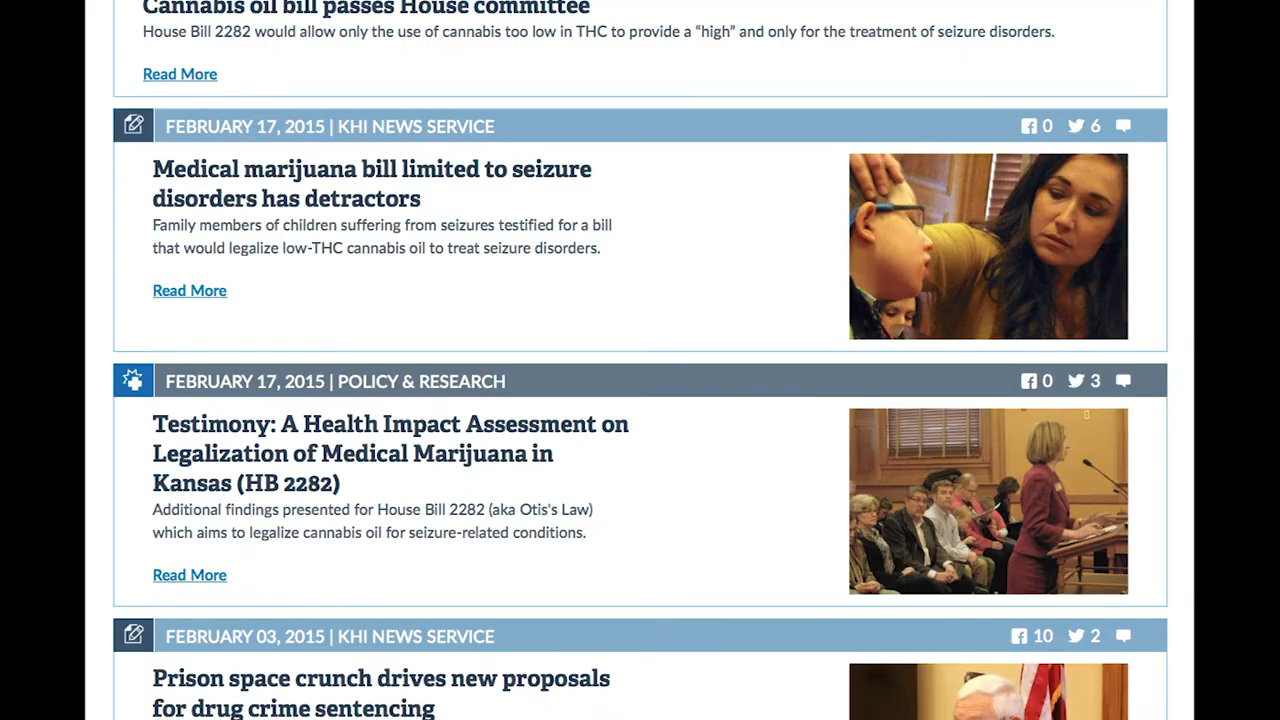 Cannabis oil bill passes House committee
House Bill 2282 would allow only the use of cannabis too low in THC to provide a “high” and only for the treatment of seizure disorders.
Read More
FEBRUARY 17, 2015 | KHI NEWS SERVICE 0 6
Medical marijuana bill limited to seizure
disorders has detractors
Family members of children suffering from seizures testified for a bill
that would legalize low-THC cannabis oil to treat seizure disorders.
Read More
FEBRUARY 17, 2015 | POLICY & RESEARCH 0 3
Testimony: A Health Impact Assessment on
Legalization of Medical Marijuana in
Kansas (HB 2282)
Additional findings presented for House Bill 2282 (aka Otis's Law)
which aims to legalize cannabis oil for seizure-related conditions.
Read More
FEBRUARY 03, 2015 | KHI NEWS SERVICE 10 2
Prison space crunch drives new proposals
for drug crime sentencing